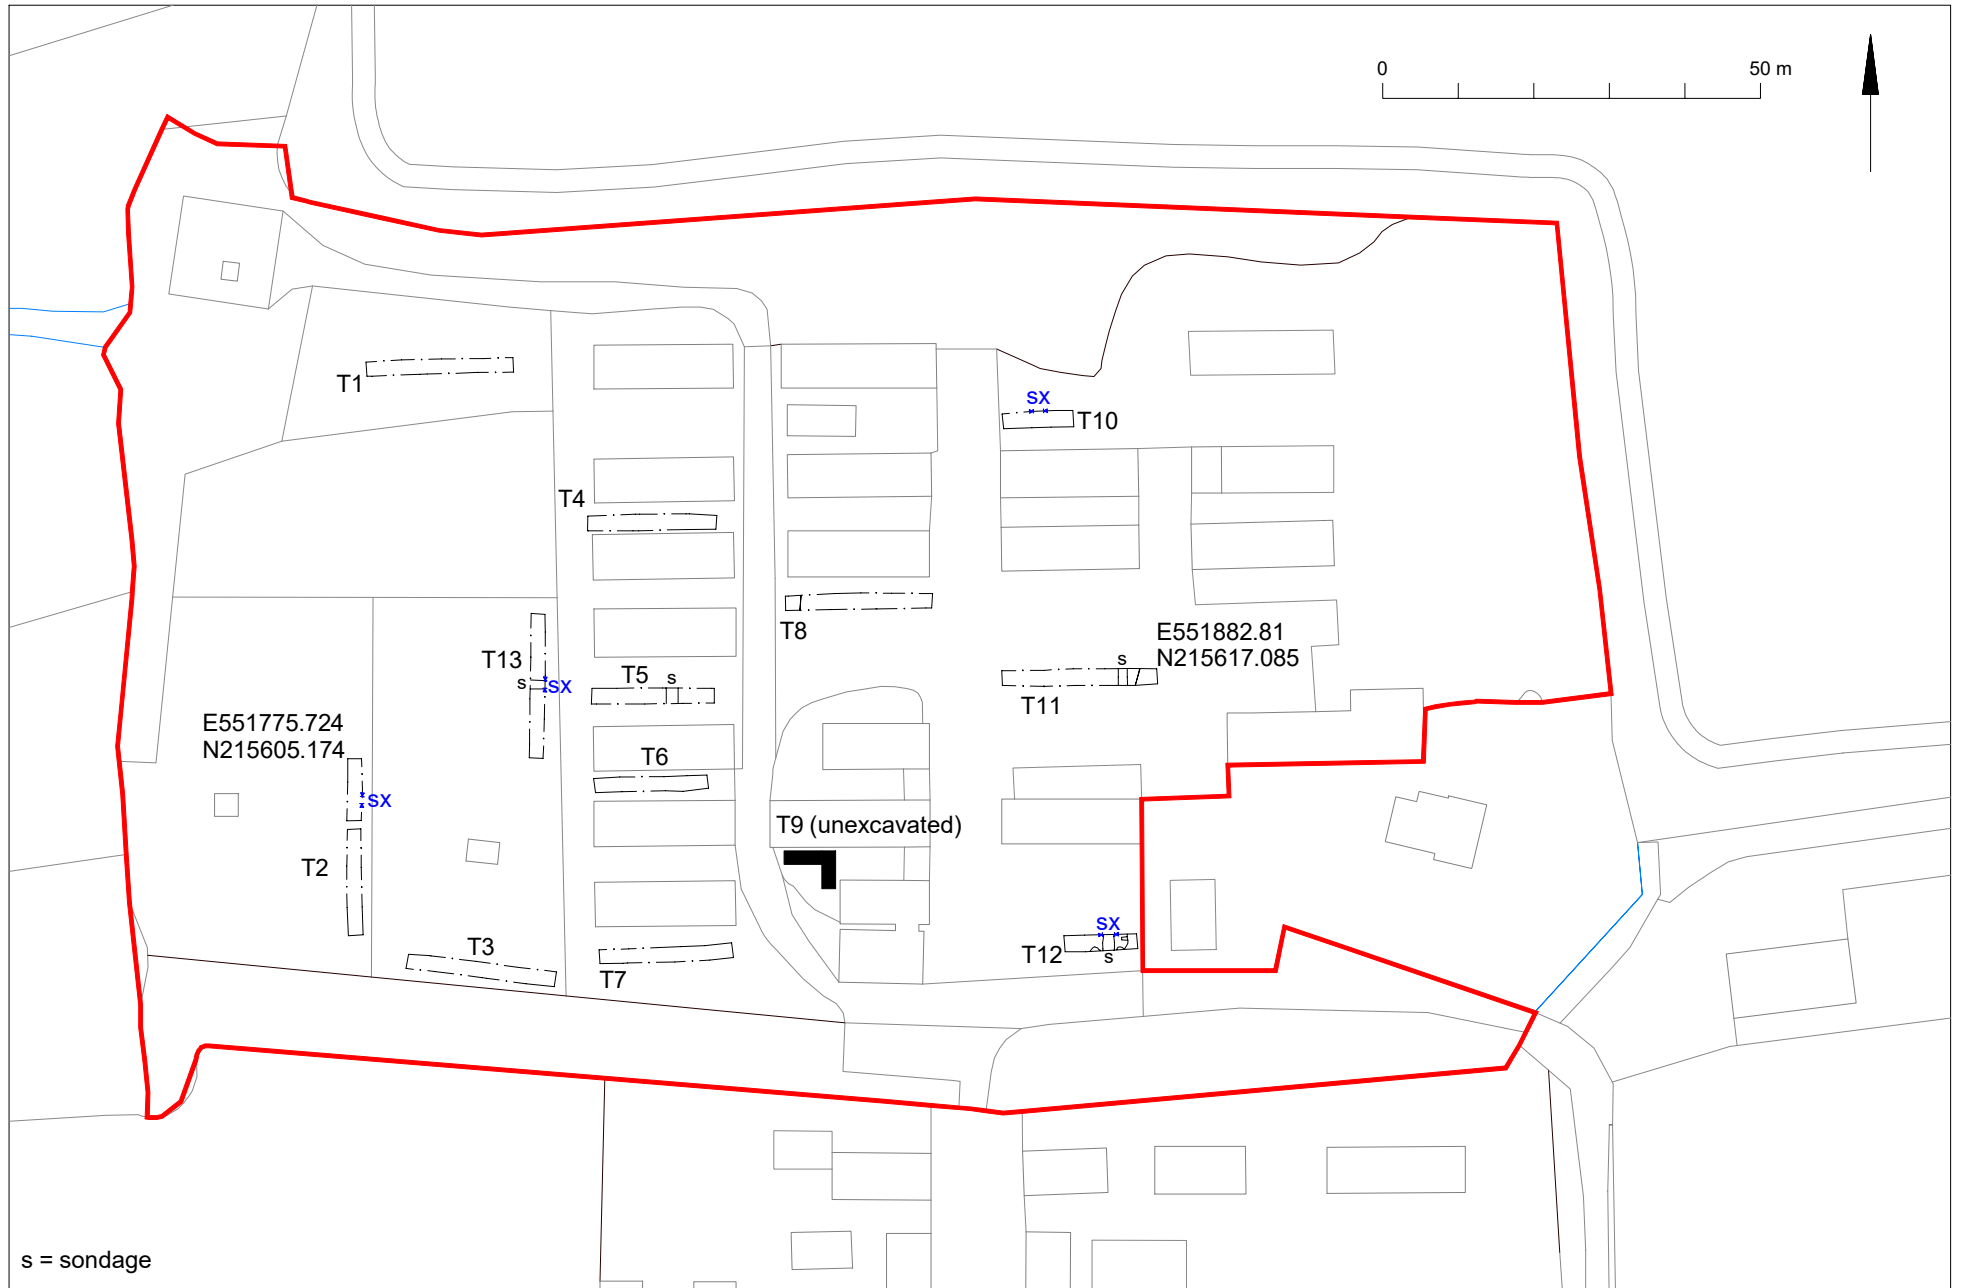 0 50 m
T1
SX
T10
T4
T8
E551882.81
N215617.085
T13
s
SX
T5
s
s
T11
E551775.724
N215605.174
T6
SX
T9 (unexcavated)
T2
T3
T7
SX
T12
s
s = sondage